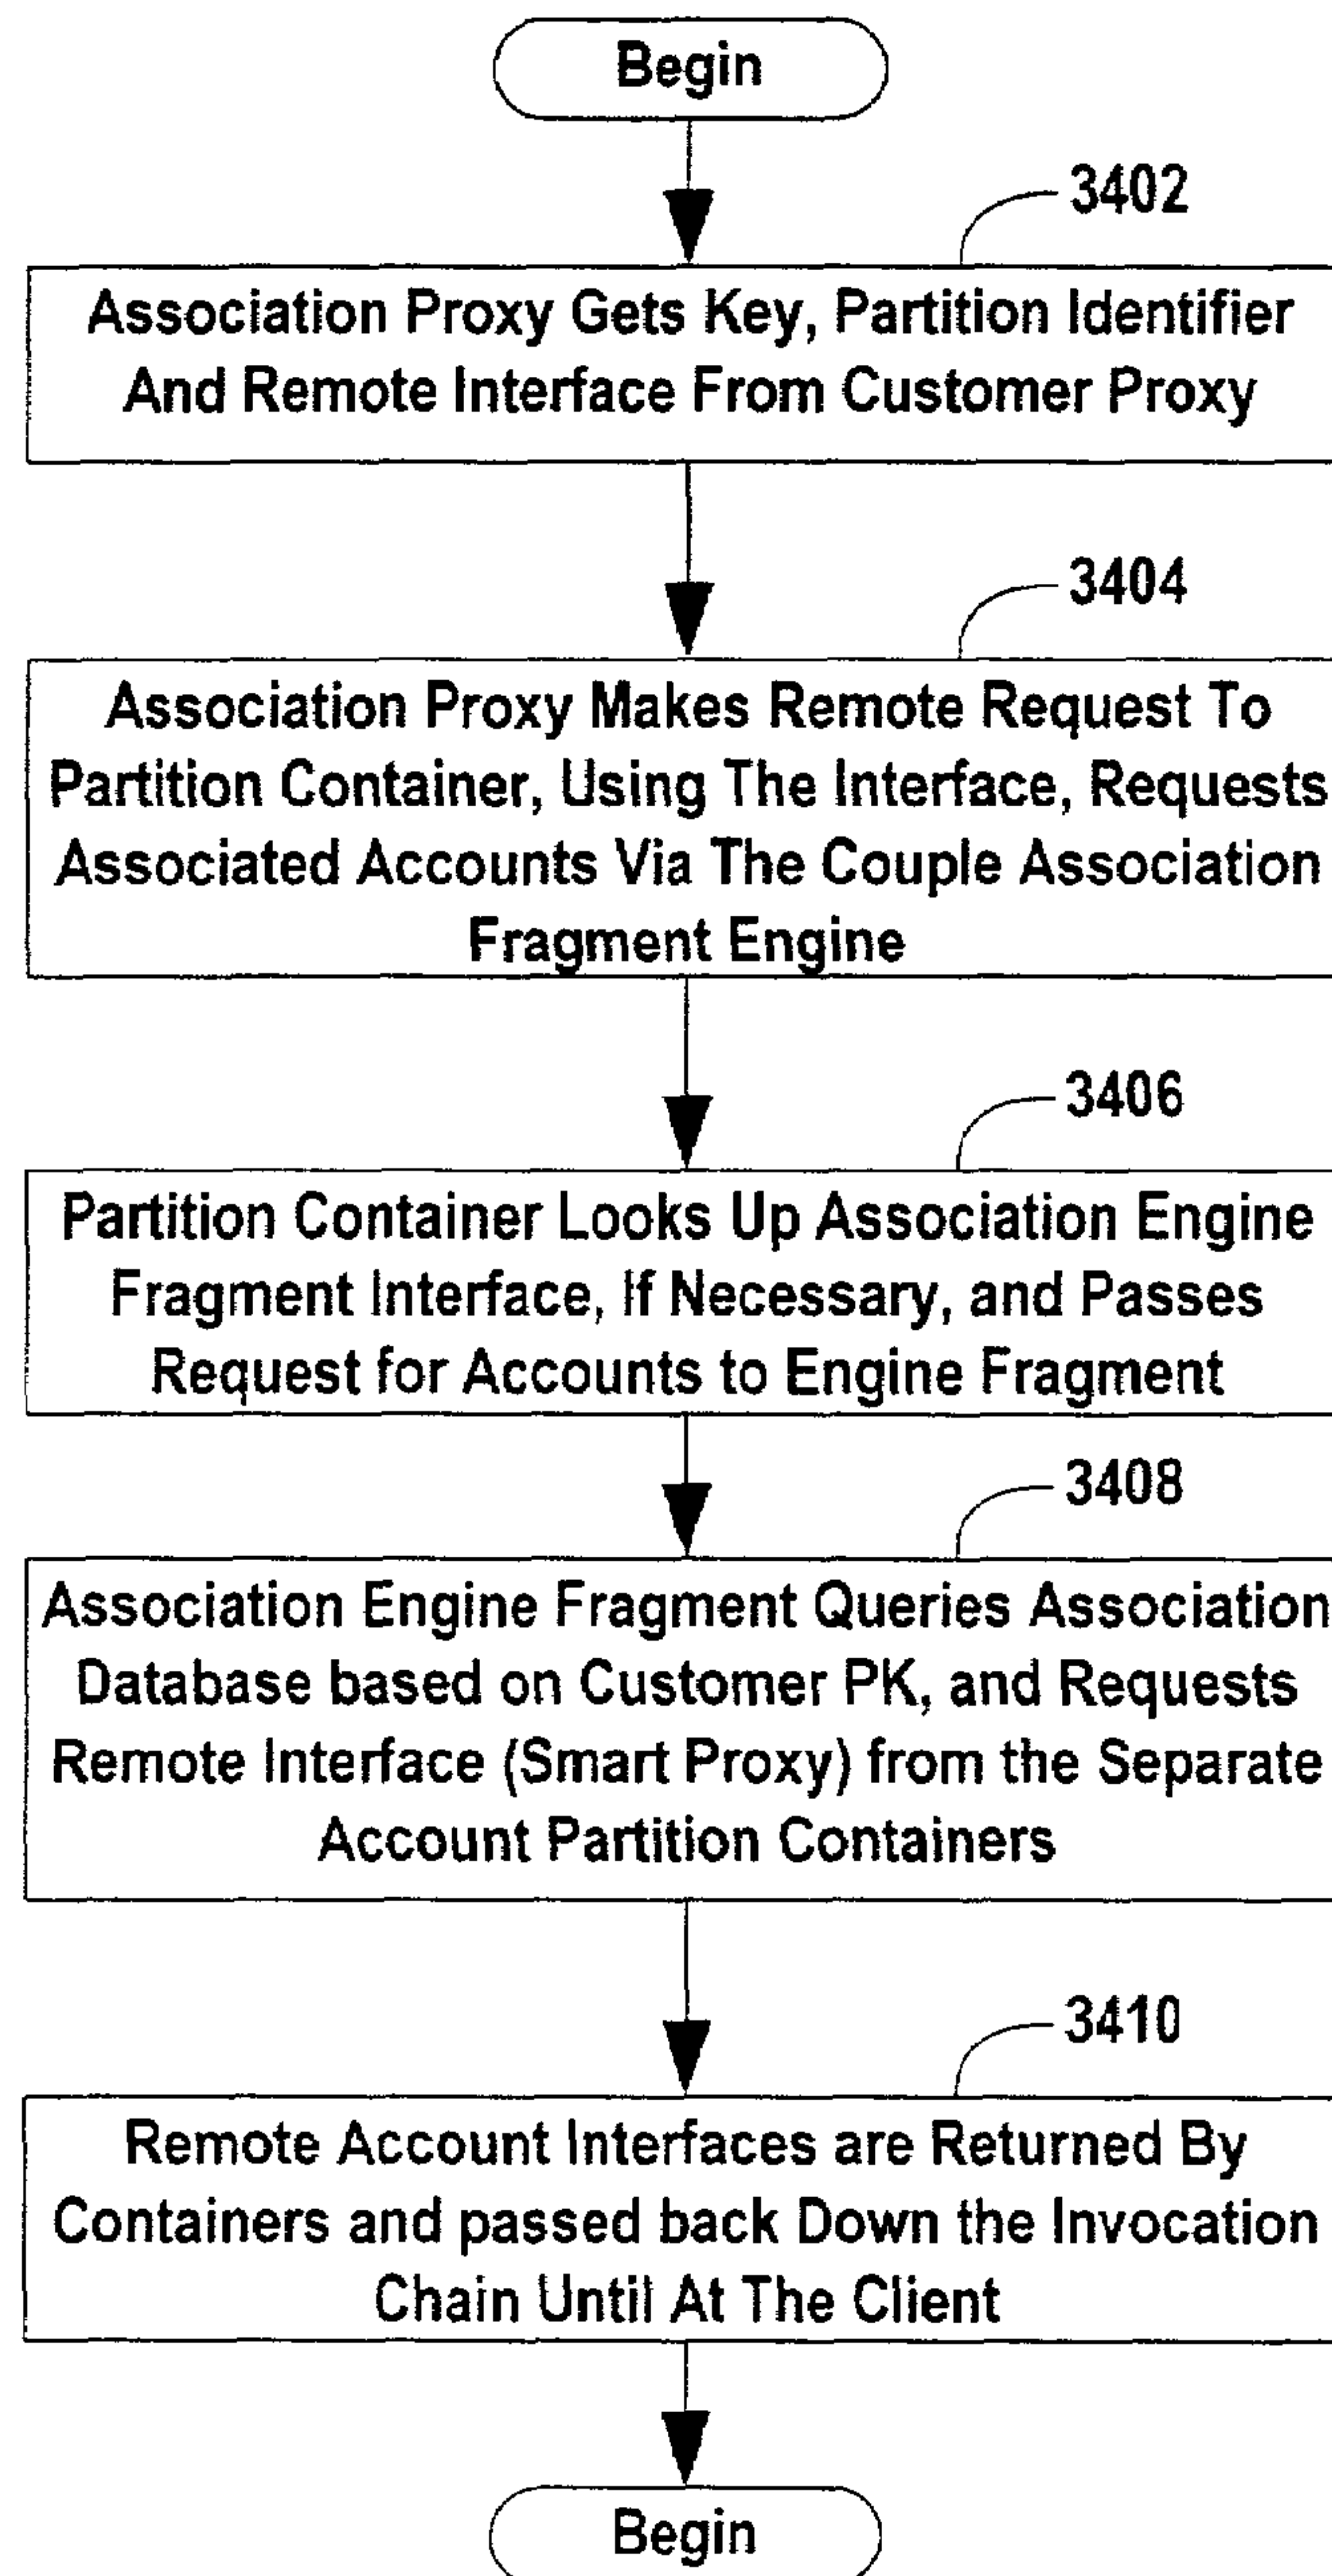 Begin
3402
Association Proxy Gets Key, Partition Identifier
And Remote Interface From Customer Proxy
3404
Association Proxy Makes Remote Request To
Partition Container, Using The Interface, Requests
Associated Accounts Via The Couple Association
Fragment Engine
3406
Partition Container Looks Up Association Engine
Fragment Interface, If Necessary, and Passes
Request for Accounts to Engine Fragment
3408
Association Engine Fragment Queries Association
Database based on Customer PK, and Requests
Remote Interface (Smart Proxy) from the Separate
Account Partition Containers
3410
Remote Account Interfaces are Returned By
Containers and passed back Down the Invocation
Chain Until At The Client
Begin